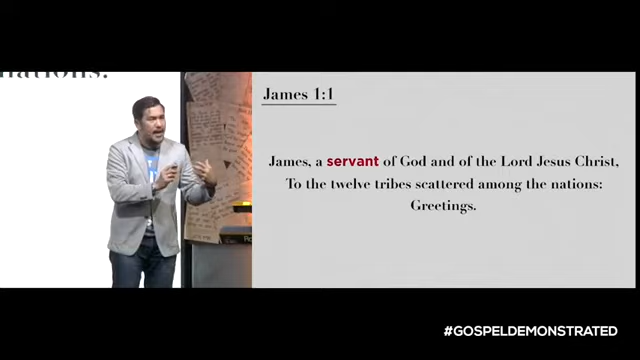 nations.
James 1:1
James, a servant of God and of the Lord Jesus Christ,
To the twelve tribes scattered among the nations:
Greetings.
#GOSPELDEMONSTRATED